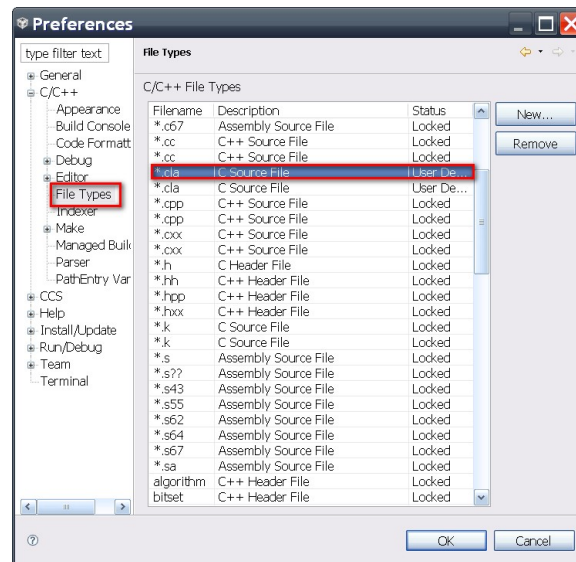 Preferences
type filter text
General
C/C++
Appearance
Build Console
Code Formatt
Debug
Editor
File Types
Indexer
Make
Managed Build
Parser
PathEntry Var
CCS
Help
Install/Update
Run/Debug
Team
Terminal
File Types
C/C++ File Types
Filename Description Status
*.c67 Assembly Source File Locked
*.cc C++ Source File Locked
*.cc C++ Source File Locked
*.cla C Source File User De...
*.cla C Source File User De...
*.cpp C++ Source File Locked
*.cpp C++ Source File Locked
*.cxx C++ Source File Locked
*.cxx C++ Source File Locked
*.h C Header File Locked
*.hh C++ Header File Locked
*.hpp C++ Header File Locked
*.hxx C++ Header File Locked
*.k C Source File Locked
*.k C Source File Locked
*.s Assembly Source File Locked
*.s?? Assembly Source File Locked
*.s43 Assembly Source File Locked
*.s55 Assembly Source File Locked
*.s62 Assembly Source File Locked
*.s64 Assembly Source File Locked
*.s67 Assembly Source File Locked
*.sa Assembly Source File Locked
algorithm C++ Header File Locked
bitset C++ Header File Locked
New...
Remove
OK
Cancel